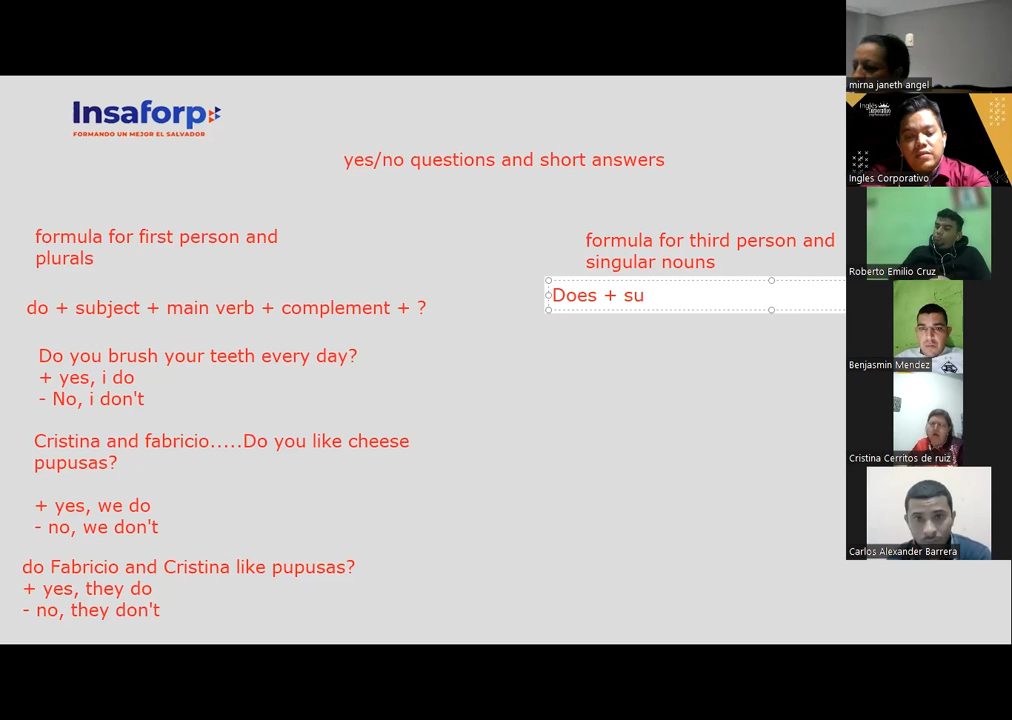 Insaforp
FORMANDO UN MEJOR EL SALVADOR
yes/no questions and short answers
formula for first person and
plurals
do + subject + main verb + complement + ?
Do you brush your teeth every day?
+ yes, i do
- No, i don't
Cristina and fabricio.....Do you like cheese
pupusas?
+ yes, we do
- no, we don't
do Fabricio and Cristina like pupusas?
+ yes, they do
- no, they don't
formula for third person and
singular nouns
Does + su
mirna janeth angel
Inglés
Corporativo
Ingles Corporativo
Roberto Emilio Cruz
Benjasmin Mendez
Cristina Cerritos de ruiz
Carlos Alexander Barrera